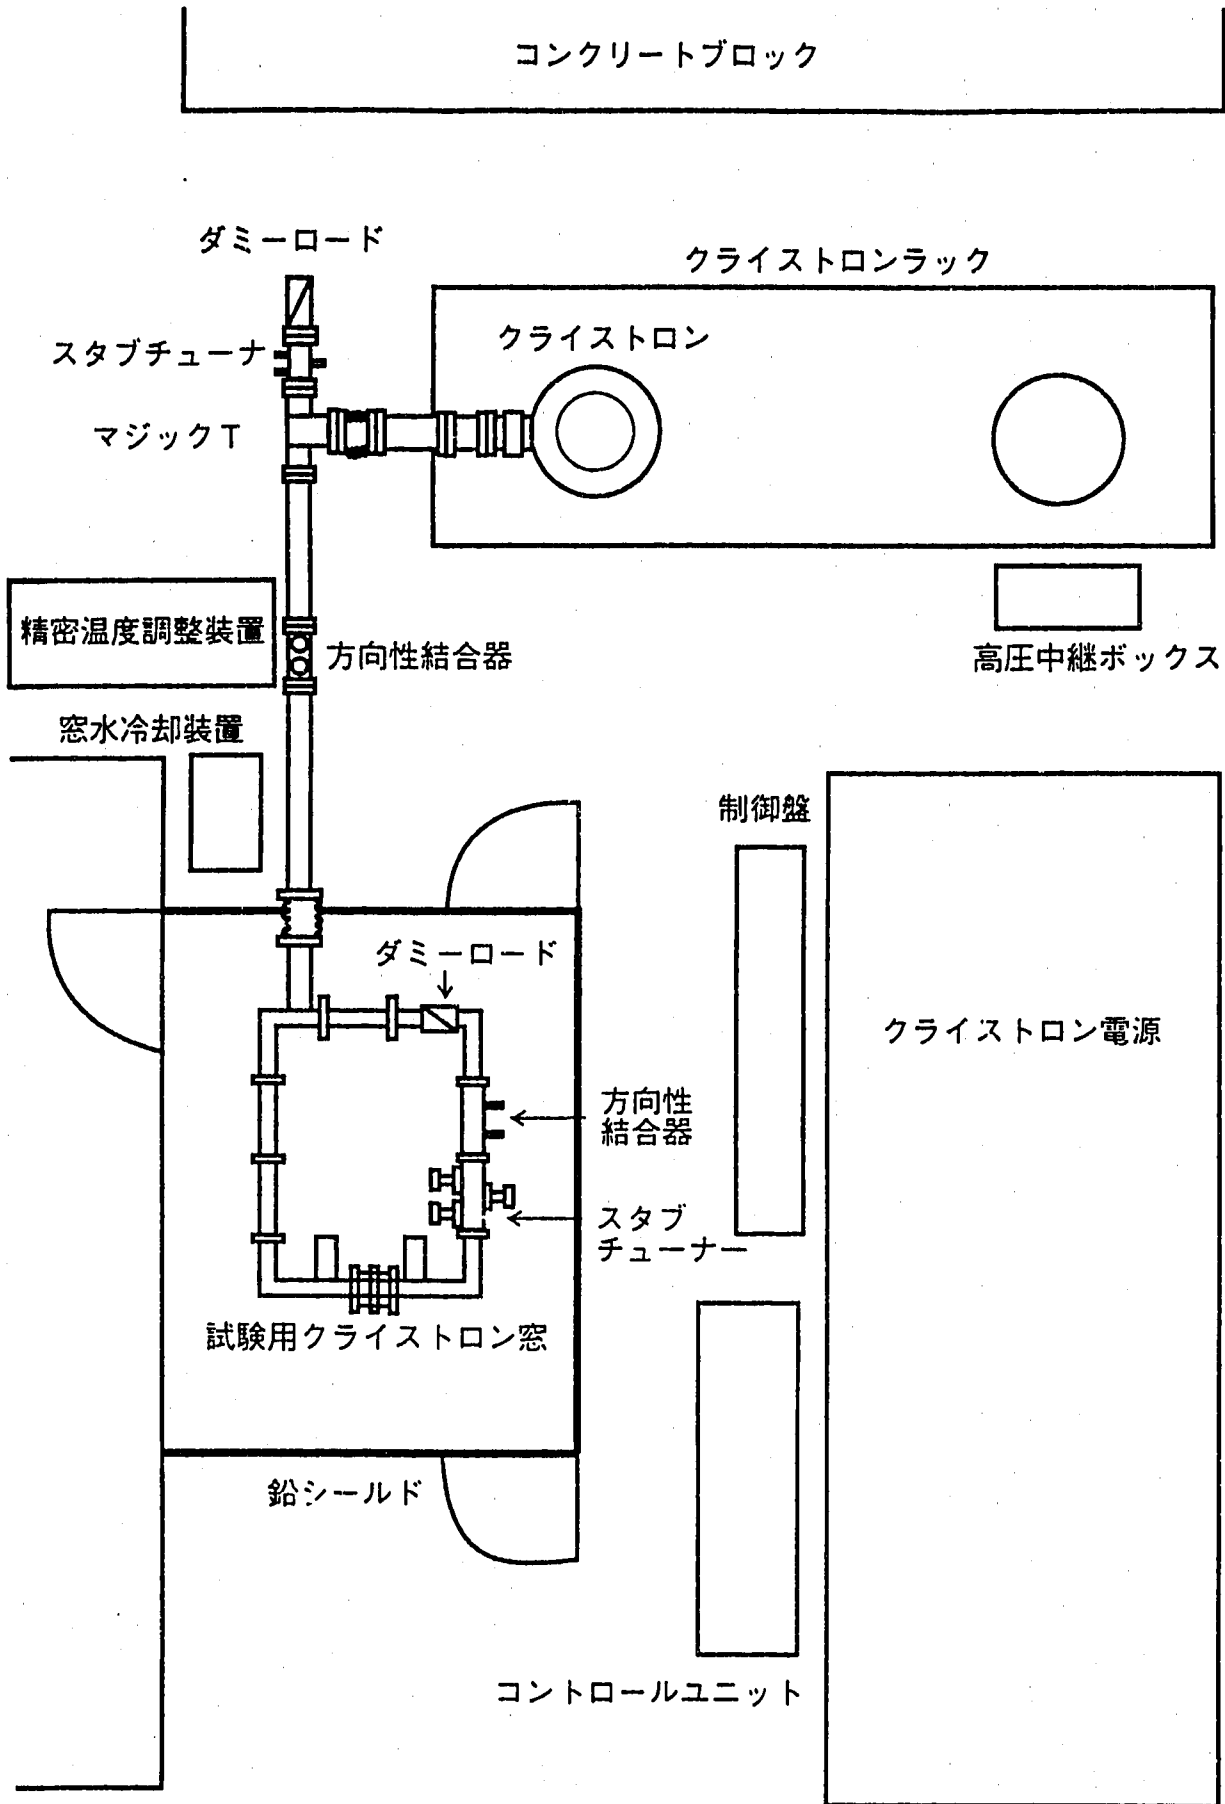 コンクリートブロック
ダミーロード
クライストロンラック
クライストロン
スタブチューナ
マジックT
精密温度調整装置
方向性結合器
高圧中継ボックス
窓水冷却装置
制御盤
ダミーロード
クライストロン電源
方向性
結合器
スタブ
チューナー
試験用クライストロン窓
鉛シールド
コントロールユニット